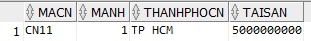 MACN MANH THANHPHOCN TAISAN
1 CN11 1 TP HCM 5000000000